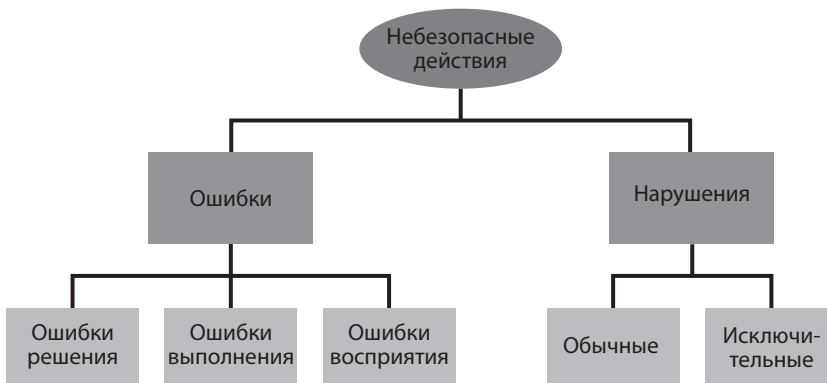 Небезопасные
действия
Ошибки
Нарушения
Ошибки
решения
Ошибки
выполнения
Ошибки
восприятия
Обычные
Исключи-
тельные